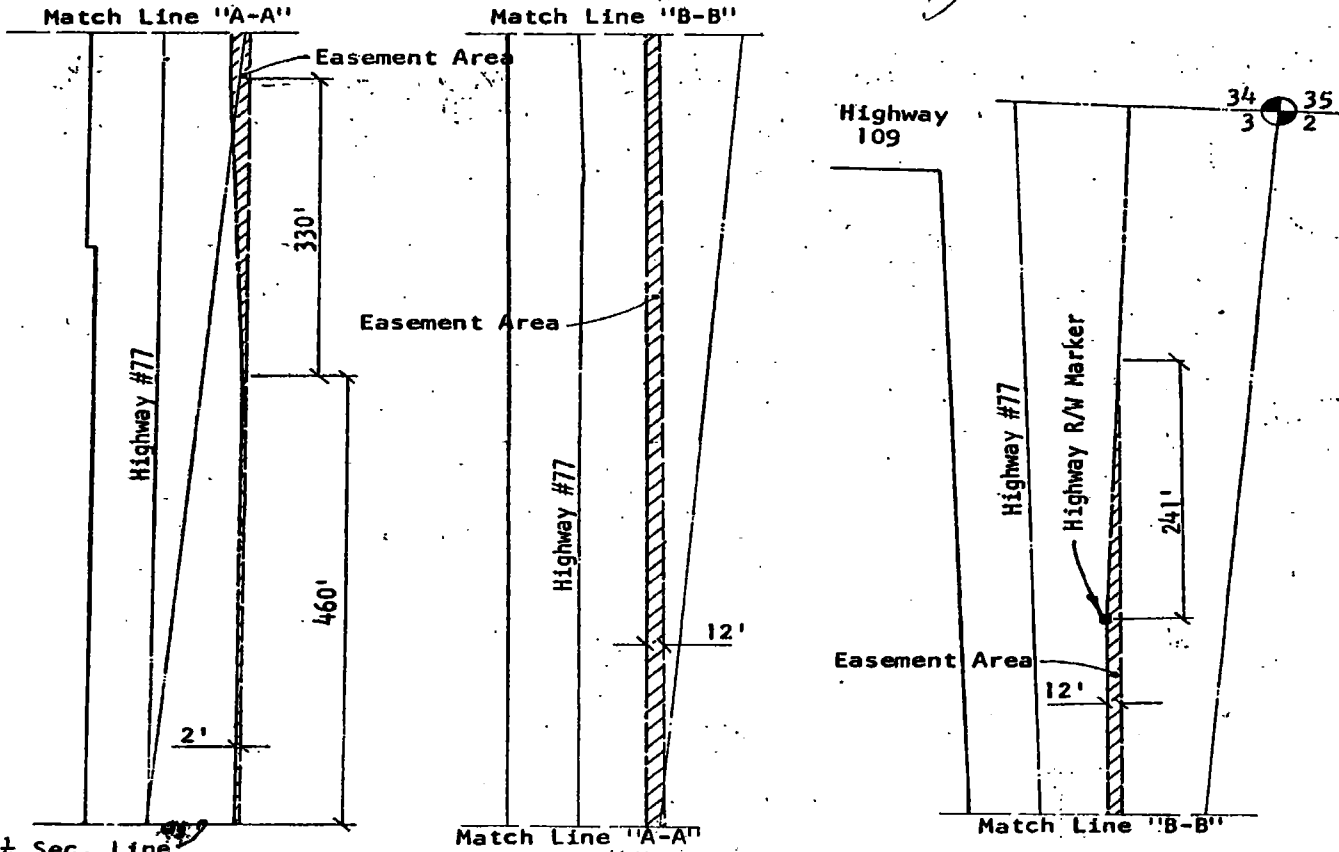 Match Line "A-A"
Easement Area
330'
Highway #77
460'
2'
Sec. Line
Match Line "B-B"
Easement Area
Highway #77
12'
Match Line "A-A"
Highway
109
34 35
3 2
Highway #77
Highway R/W Marker
241'
Easement Area
12'
Match Line "B-B"